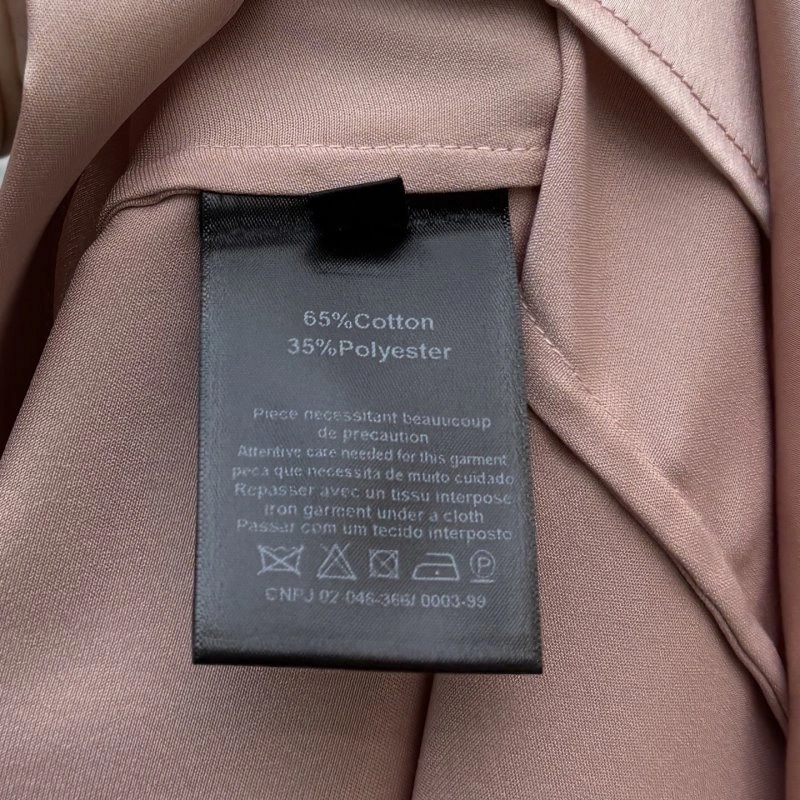 65%Cotton
35%Polyester
Piece necessitant beauucoup
de precaution
Attentive care needed for this garment
peca que necessita de muito cuidado
Repasser avec un tissu interpose
iron garment under a cloth
Passar com um tecido interposto
P
CNPJ 02-046-366/ 0003-99